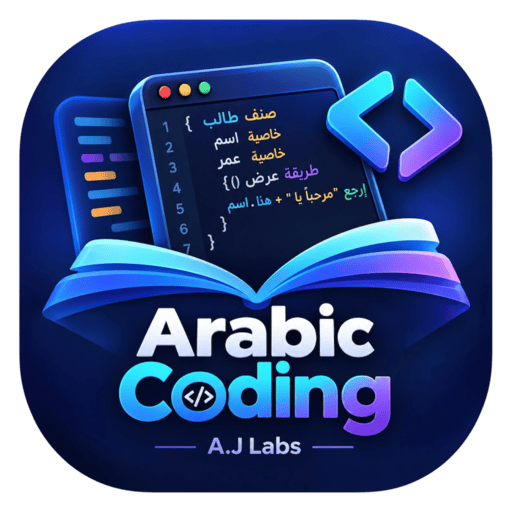 1 صنف طالب {
2 خاصية اسم
3 خاصية عمر
4 طريقة عرض () {
5 إرجع "مرحباً يا " + هنا.اسم
6 }
7 }
Arabic
Coding
</>
A.J Labs